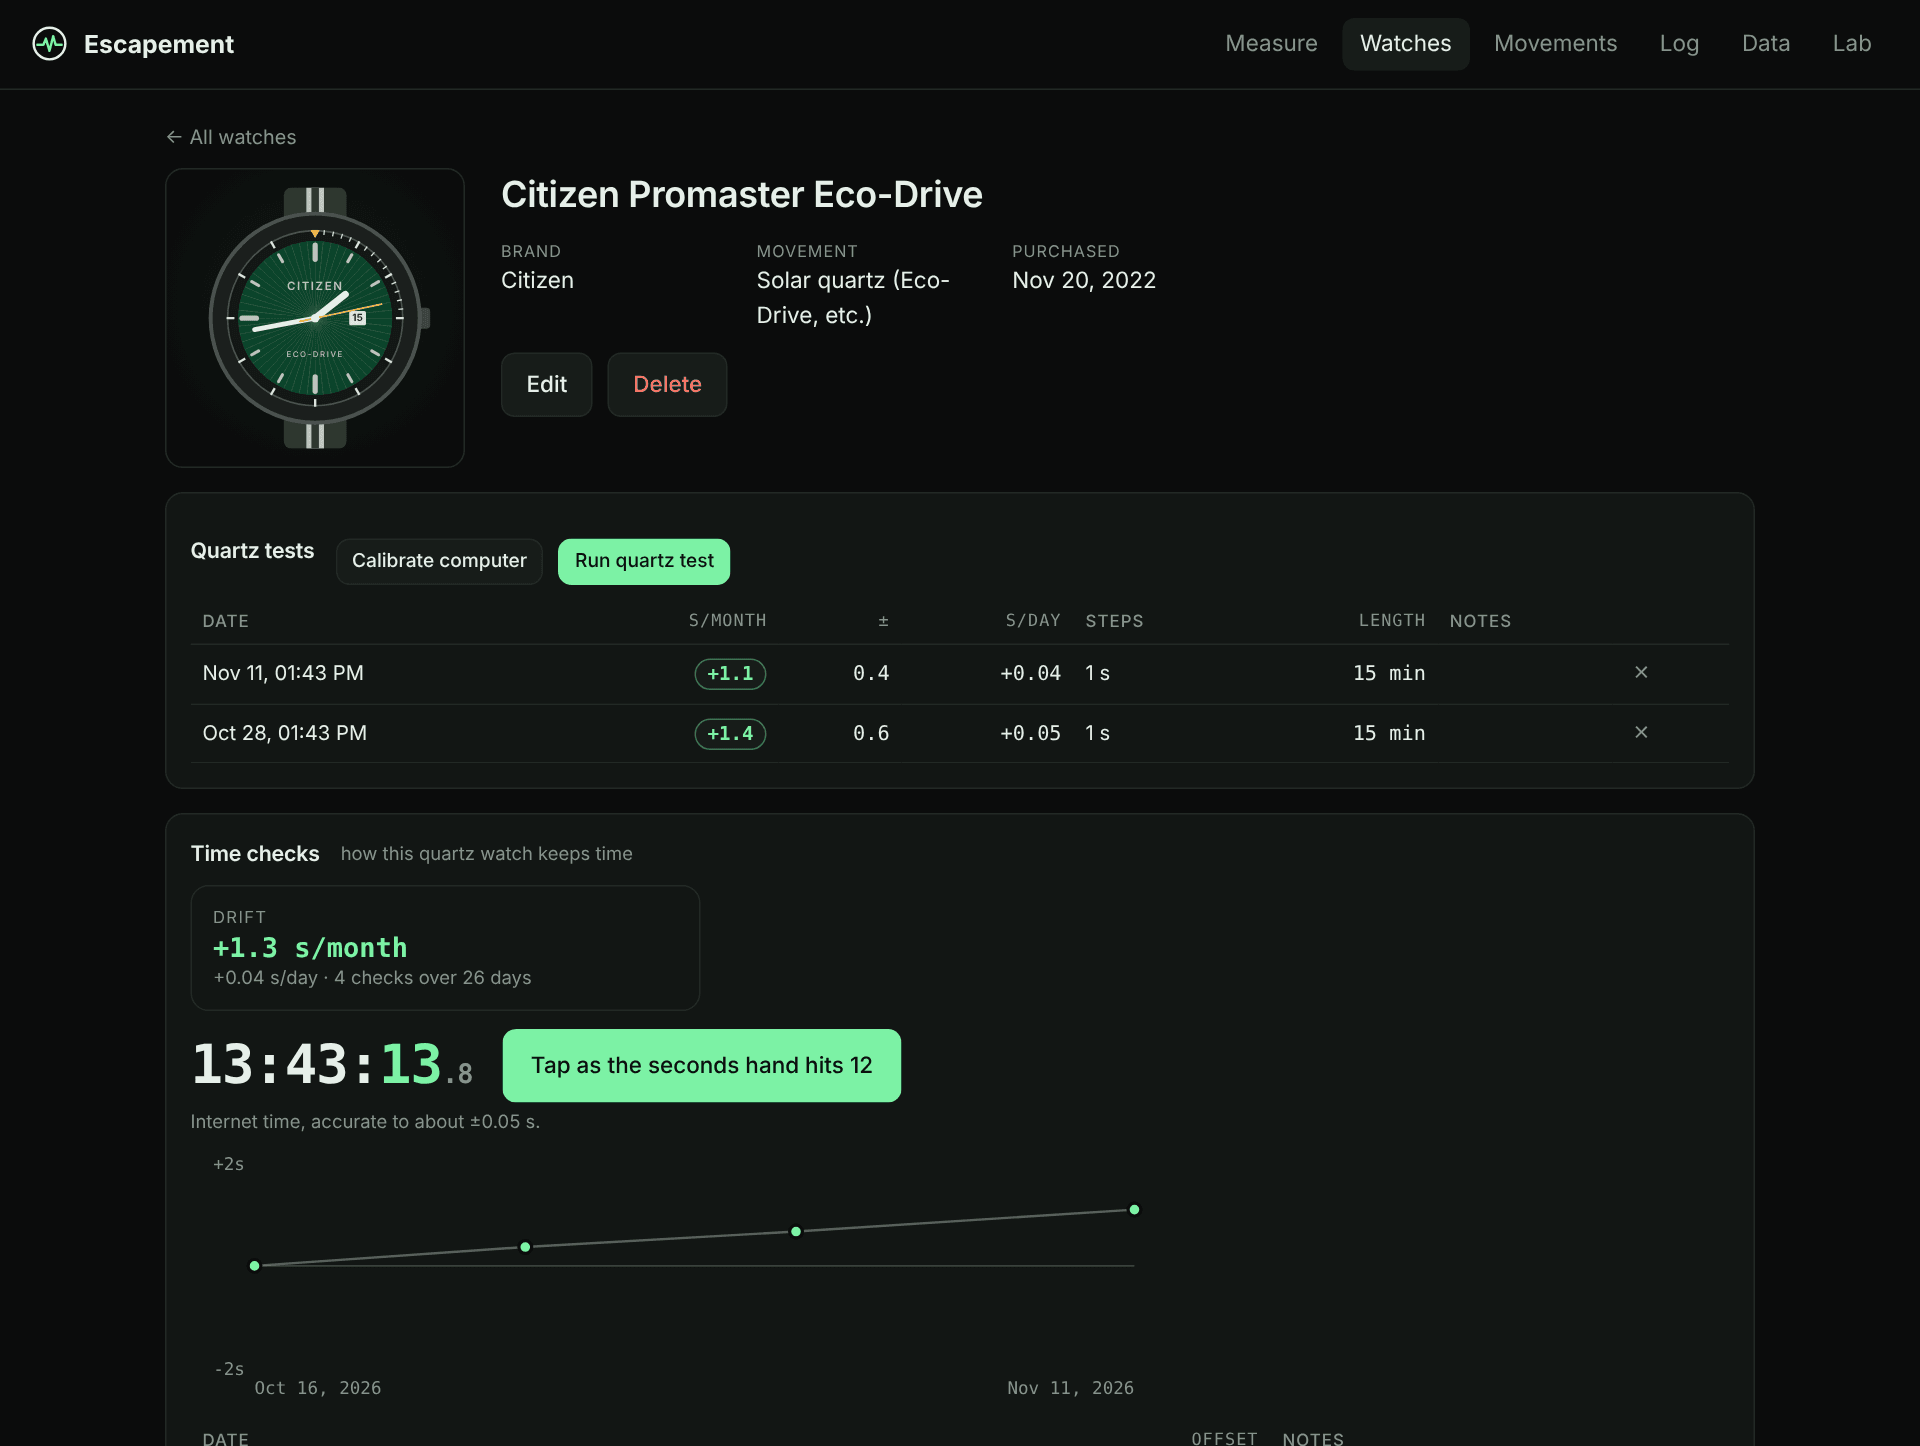 Escapement
Measure
Watches
Movements
Log
Data
Lab
← All watches
CITIZEN
15
ECO-DRIVE
Citizen Promaster Eco-Drive
BRAND
Citizen
MOVEMENT
Solar quartz (Eco-
Drive, etc.)
PURCHASED
Nov 20, 2022
Edit
Delete
Quartz tests
Calibrate computer
Run quartz test
DATE S/MONTH ± S/DAY STEPS LENGTH NOTES
Nov 11, 01:43 PM +1.1 0.4 +0.04 1 s 15 min ×
Oct 28, 01:43 PM +1.4 0.6 +0.05 1 s 15 min ×
Time checks how this quartz watch keeps time
DRIFT
+1.3 s/month
+0.04 s/day · 4 checks over 26 days
13:43:13.8
Tap as the seconds hand hits 12
Internet time, accurate to about ±0.05 s.
+2s
-2s
Oct 16, 2026
Nov 11, 2026
DATE OFFSET NOTES